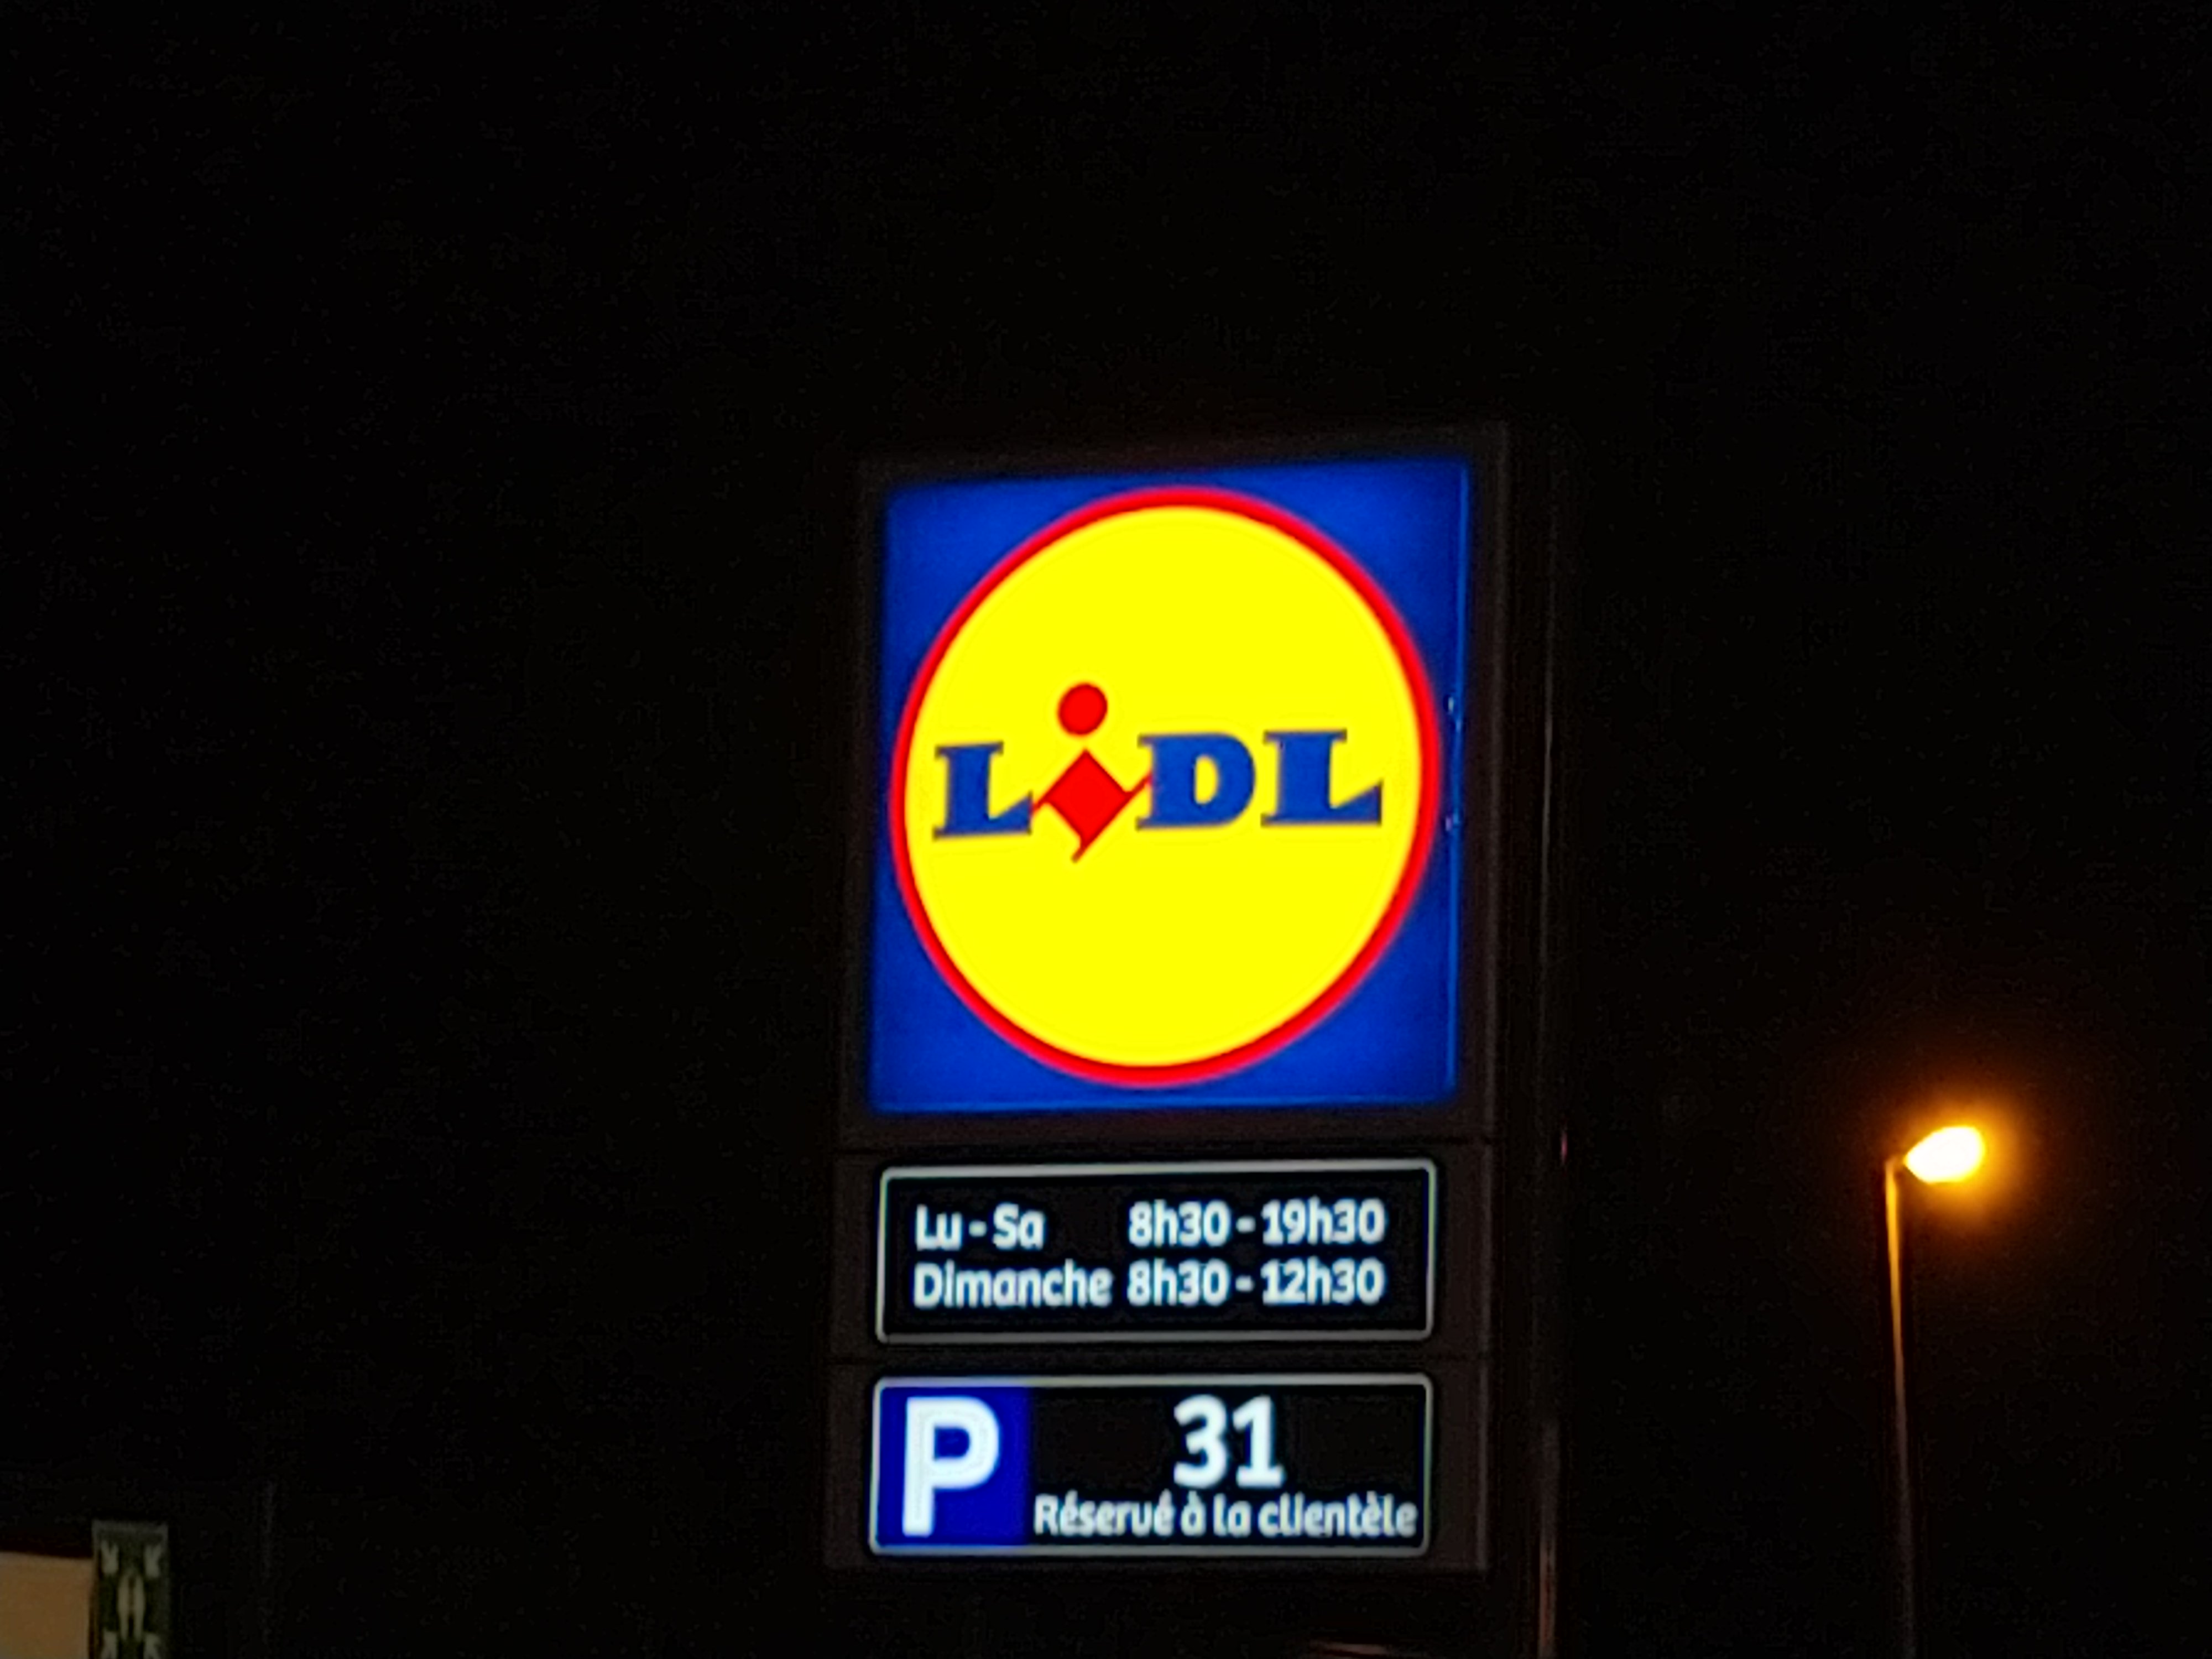 LiDL
Lu - Sa 8h30 - 19h30
Dimanche 8h30 - 12h30
P 31
Réservé à la clientèle